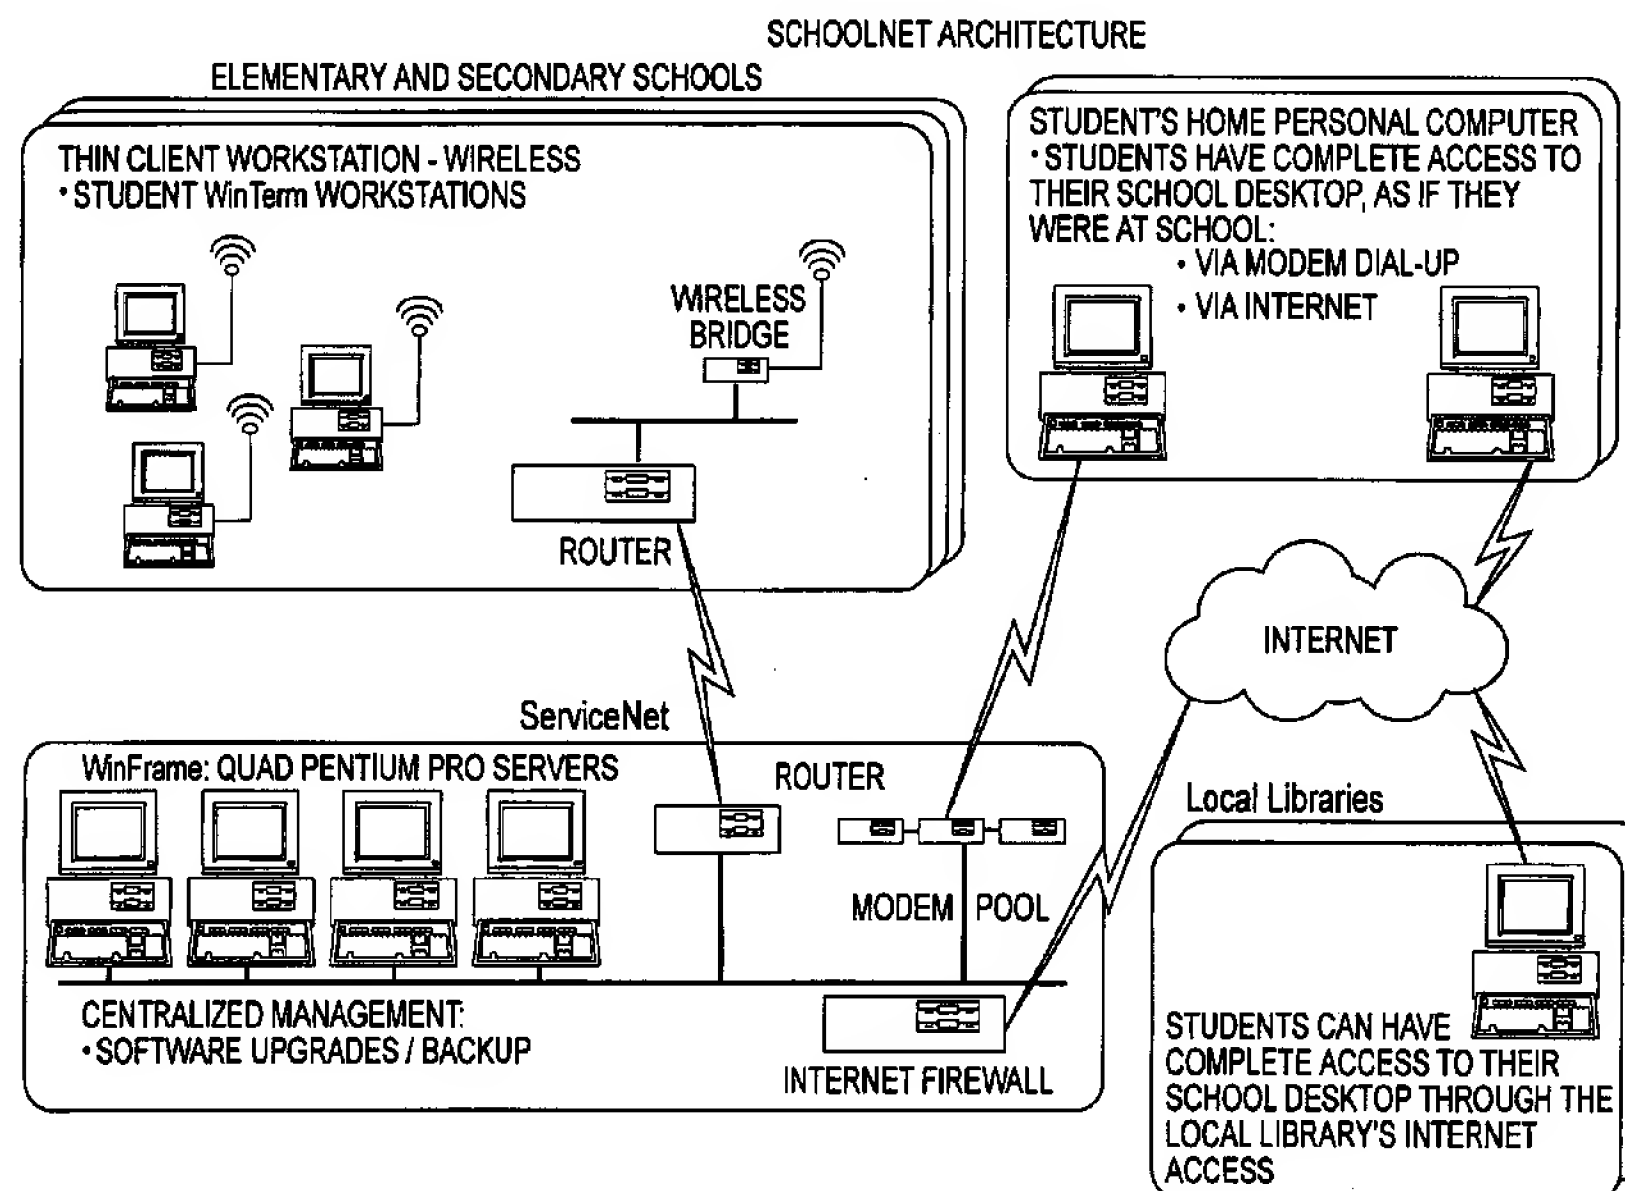 SCHOOLNET ARCHITECTURE
ELEMENTARY AND SECONDARY SCHOOLS
THIN CLIENT WORKSTATION - WIRELESS
• STUDENT WinTerm WORKSTATIONS
WIRELESS
BRIDGE
ROUTER
STUDENT'S HOME PERSONAL COMPUTER
• STUDENTS HAVE COMPLETE ACCESS TO
THEIR SCHOOL DESKTOP, AS IF THEY
WERE AT SCHOOL:
• VIA MODEM DIAL-UP
• VIA INTERNET
INTERNET
ServiceNet
WinFrame: QUAD PENTIUM PRO SERVERS
ROUTER
MODEM POOL
CENTRALIZED MANAGEMENT:
• SOFTWARE UPGRADES / BACKUP
INTERNET FIREWALL
Local Libraries
STUDENTS CAN HAVE
COMPLETE ACCESS TO THEIR
SCHOOL DESKTOP THROUGH THE
LOCAL LIBRARY'S INTERNET
ACCESS